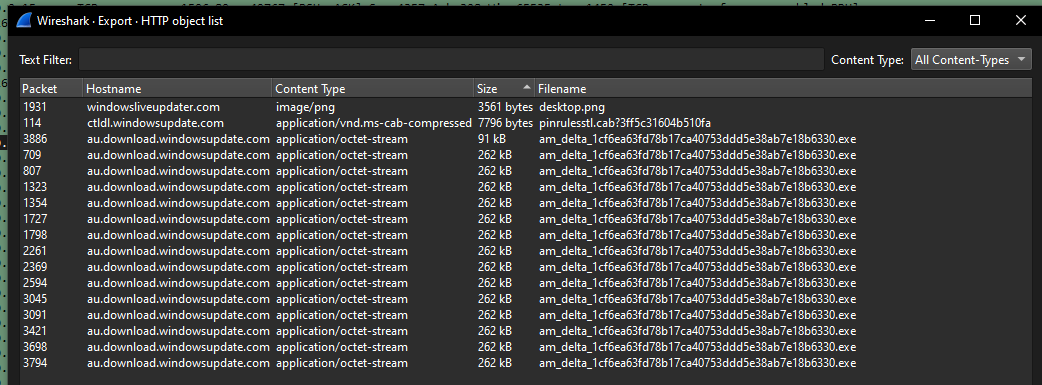 Wireshark · Export · HTTP object list
Text Filter: Content Type: All Content-Types
Packet Hostname Content Type Size Filename
1931 windowsliveupdater.com image/png 3561 bytes desktop.png
114 ctldl.windowsupdate.com application/vnd.ms-cab-compressed 7796 bytes pinrulesstl.cab?3ff5c31604b510fa
3886 au.download.windowsupdate.com application/octet-stream 91 kB am_delta_1cf6ea63fd78b17ca40753ddd5e38ab7e18b6330.exe
709 au.download.windowsupdate.com application/octet-stream 262 kB am_delta_1cf6ea63fd78b17ca40753ddd5e38ab7e18b6330.exe
807 au.download.windowsupdate.com application/octet-stream 262 kB am_delta_1cf6ea63fd78b17ca40753ddd5e38ab7e18b6330.exe
1323 au.download.windowsupdate.com application/octet-stream 262 kB am_delta_1cf6ea63fd78b17ca40753ddd5e38ab7e18b6330.exe
1354 au.download.windowsupdate.com application/octet-stream 262 kB am_delta_1cf6ea63fd78b17ca40753ddd5e38ab7e18b6330.exe
1727 au.download.windowsupdate.com application/octet-stream 262 kB am_delta_1cf6ea63fd78b17ca40753ddd5e38ab7e18b6330.exe
1798 au.download.windowsupdate.com application/octet-stream 262 kB am_delta_1cf6ea63fd78b17ca40753ddd5e38ab7e18b6330.exe
2261 au.download.windowsupdate.com application/octet-stream 262 kB am_delta_1cf6ea63fd78b17ca40753ddd5e38ab7e18b6330.exe
2369 au.download.windowsupdate.com application/octet-stream 262 kB am_delta_1cf6ea63fd78b17ca40753ddd5e38ab7e18b6330.exe
2594 au.download.windowsupdate.com application/octet-stream 262 kB am_delta_1cf6ea63fd78b17ca40753ddd5e38ab7e18b6330.exe
3045 au.download.windowsupdate.com application/octet-stream 262 kB am_delta_1cf6ea63fd78b17ca40753ddd5e38ab7e18b6330.exe
3091 au.download.windowsupdate.com application/octet-stream 262 kB am_delta_1cf6ea63fd78b17ca40753ddd5e38ab7e18b6330.exe
3421 au.download.windowsupdate.com application/octet-stream 262 kB am_delta_1cf6ea63fd78b17ca40753ddd5e38ab7e18b6330.exe
3698 au.download.windowsupdate.com application/octet-stream 262 kB am_delta_1cf6ea63fd78b17ca40753ddd5e38ab7e18b6330.exe
3794 au.download.windowsupdate.com application/octet-stream 262 kB am_delta_1cf6ea63fd78b17ca40753ddd5e38ab7e18b6330.exe